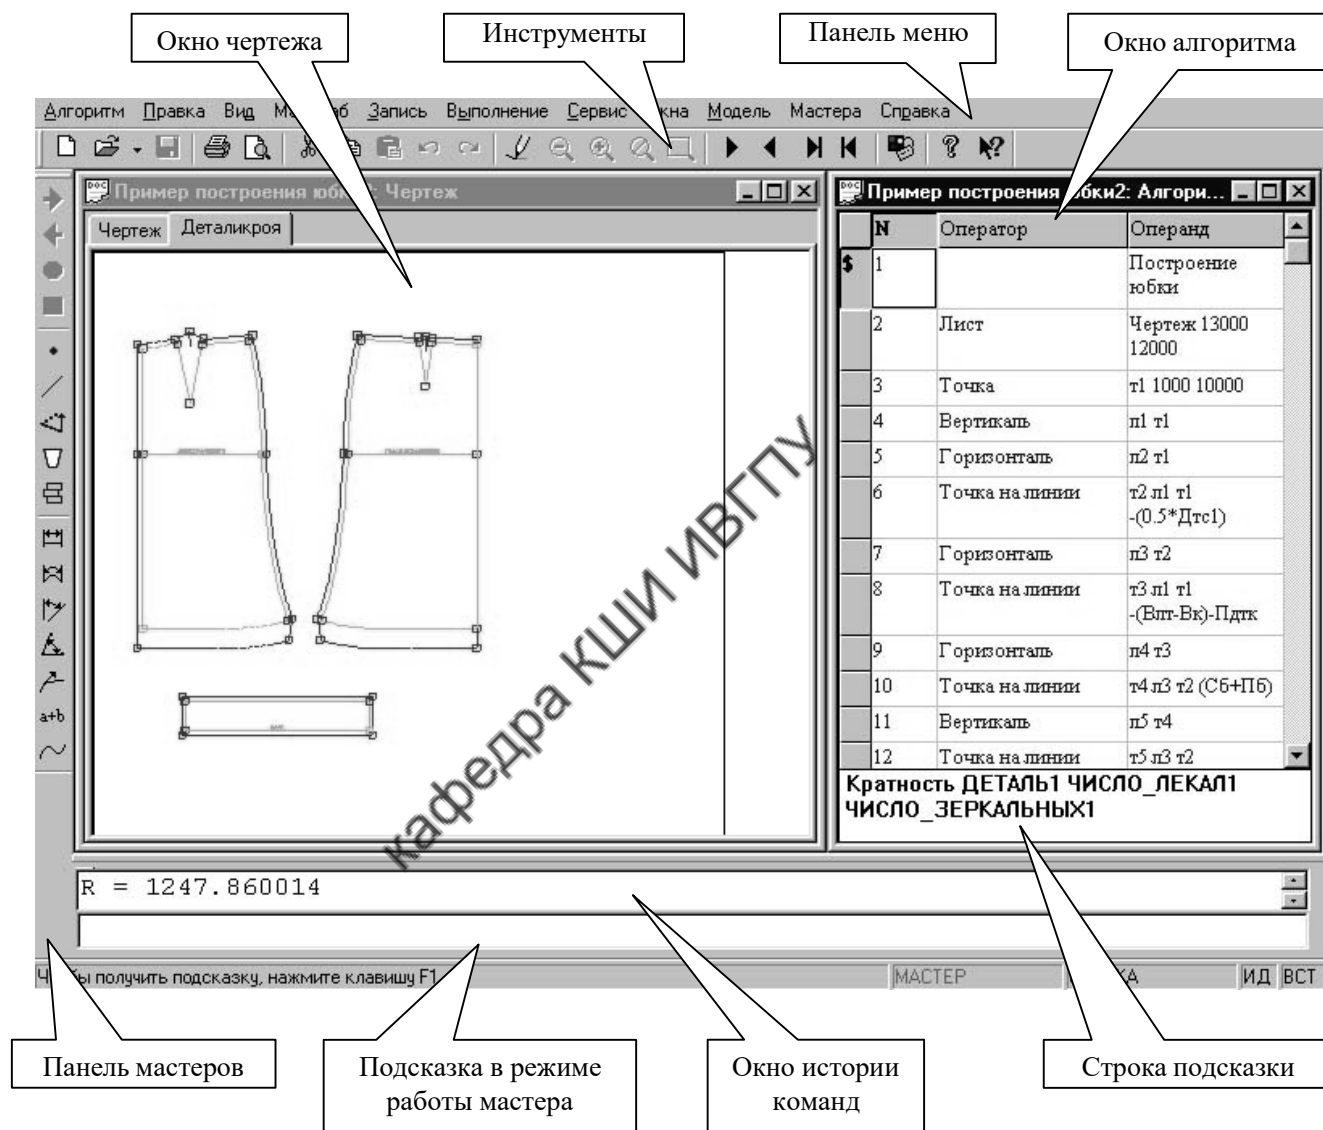 Окно чертежа
Инструменты
Панель меню
Окно алгоритма
Алгоритм Правка Вид Ма аб Запись Выполнение Сервис кна Модель Мастера Справка
Пример построения юбки2: Чертеж
Чертеж Деталикроя
Пример построения юбки2: Алгори...
N Оператор Операнд
$ 1 Построение
юбки
2 Лист Чертеж 13000
12000
3 Точка т1 1000 10000
4 Вертикаль л1 т1
5 Горизонталь л2 т1
6 Точка на линии т2 л1 т1
-(0.5*Дтс1)
7 Горизонталь л3 т2
8 Точка на линии т3 л1 т1
-(Влт-Вк)-Пдтк
9 Горизонталь л4 т3
10 Точка на линии т4 л3 т2 (Сб+Пб)
11 Вертикаль л5 т4
12 Точка на линии т5 л3 т2
Кратность ДЕТАЛЬ1 ЧИСЛО_ЛЕКАЛ1
ЧИСЛО_ЗЕРКАЛЬНЫХ1
кафедра КШИ ИВГПУ
a+b
R = 1247.860014
Ч ы получить подсказку, нажмите клавишу F1
МАСТЕР КА ИД ВСТ
Панель мастеров
Подсказка в режиме
работы мастера
Окно истории
команд
Строка подсказки